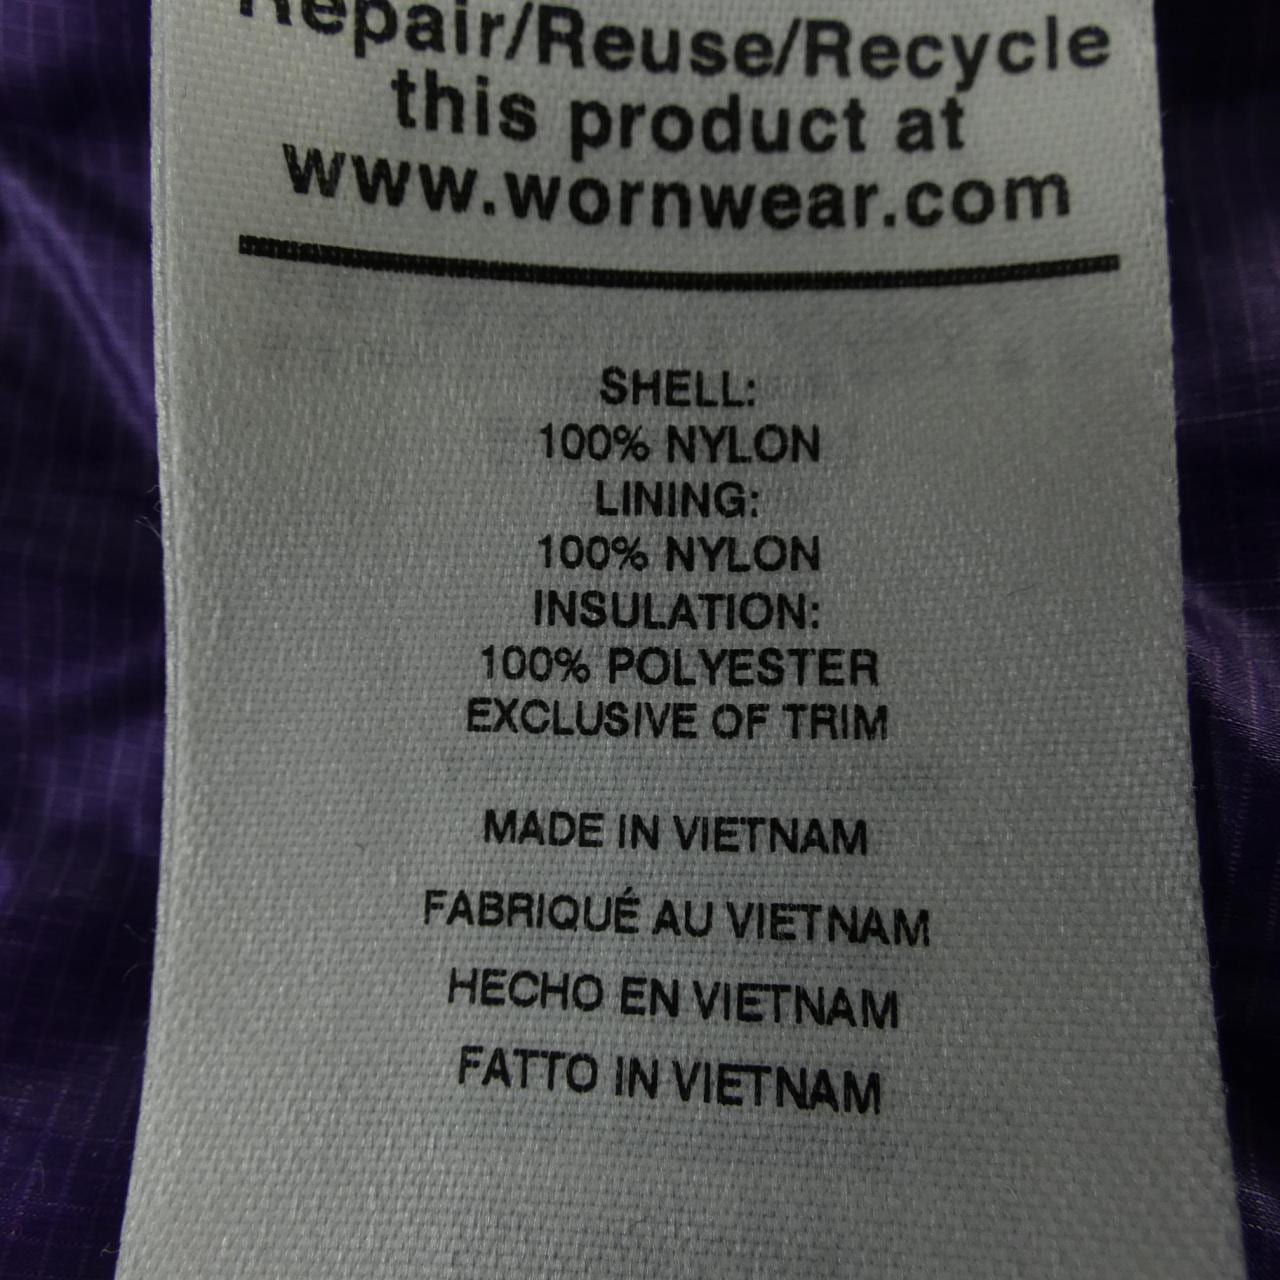 Repair/Reuse/Recycle
this product at
www.wornwear.com
SHELL:
100% NYLON
LINING:
100% NYLON
INSULATION:
100% POLYESTER
EXCLUSIVE OF TRIM
MADE IN VIETNAM
FABRIQUÉ AU VIETNAM
HECHO EN VIETNAM
FATTO IN VIETNAM